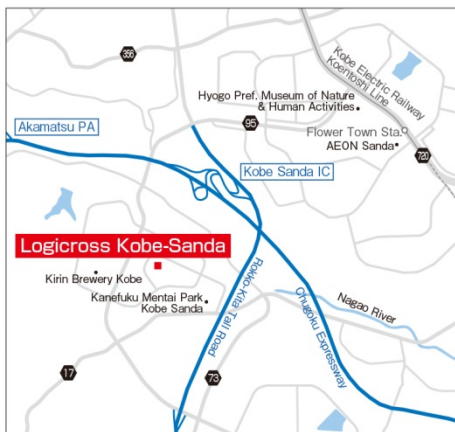 356
Kobe Electric Railway
Koentoshi Line
Hyogo Pref. Museum of Nature
& Human Activities
95
Akamatsu PA
Flower Town Sta.
AEON Sanda
720
Kobe Sanda IC
Logicross Kobe-Sanda
Kirin Brewery Kobe
Kanefuku Mentai Park
Kobe Sanda
Rokko-Kita Tall Road
Chugoku Expressway
Nagao River
17
73